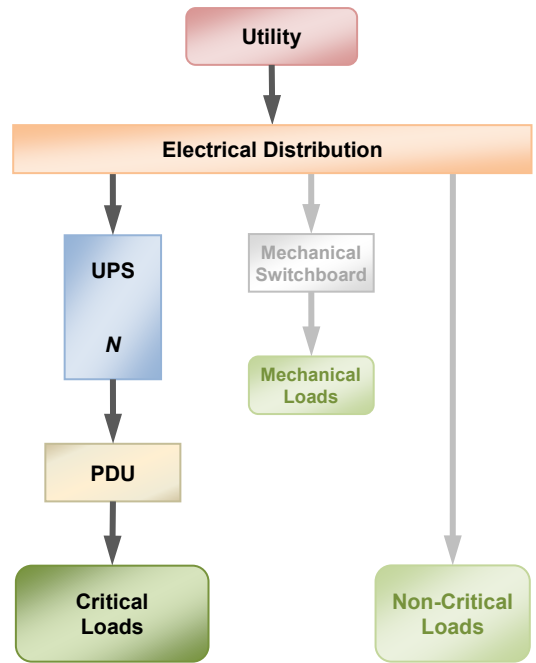 Utility
Electrical Distribution
UPS
N
Mechanical
Switchboard
Mechanical
Loads
PDU
Critical
Loads
Non-Critical
Loads